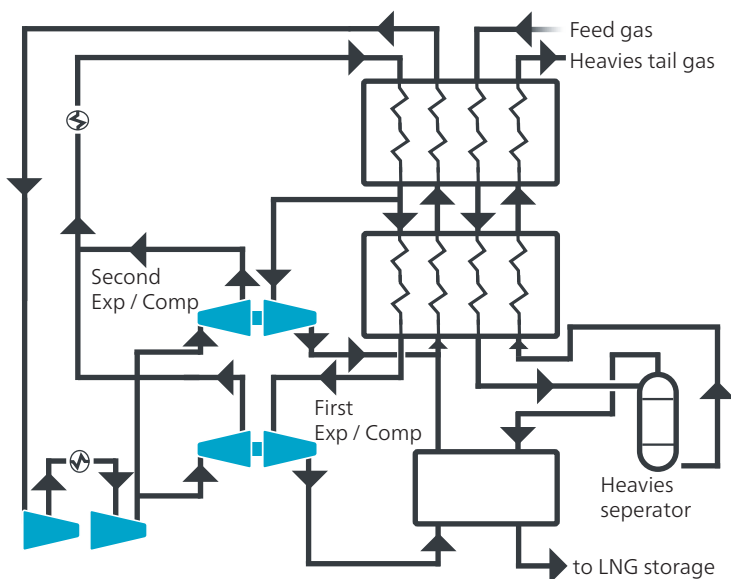 Feed gas
Heavies tail gas
Second
Exp / Comp
First
Exp / Comp
Heavies
seperator
to LNG storage